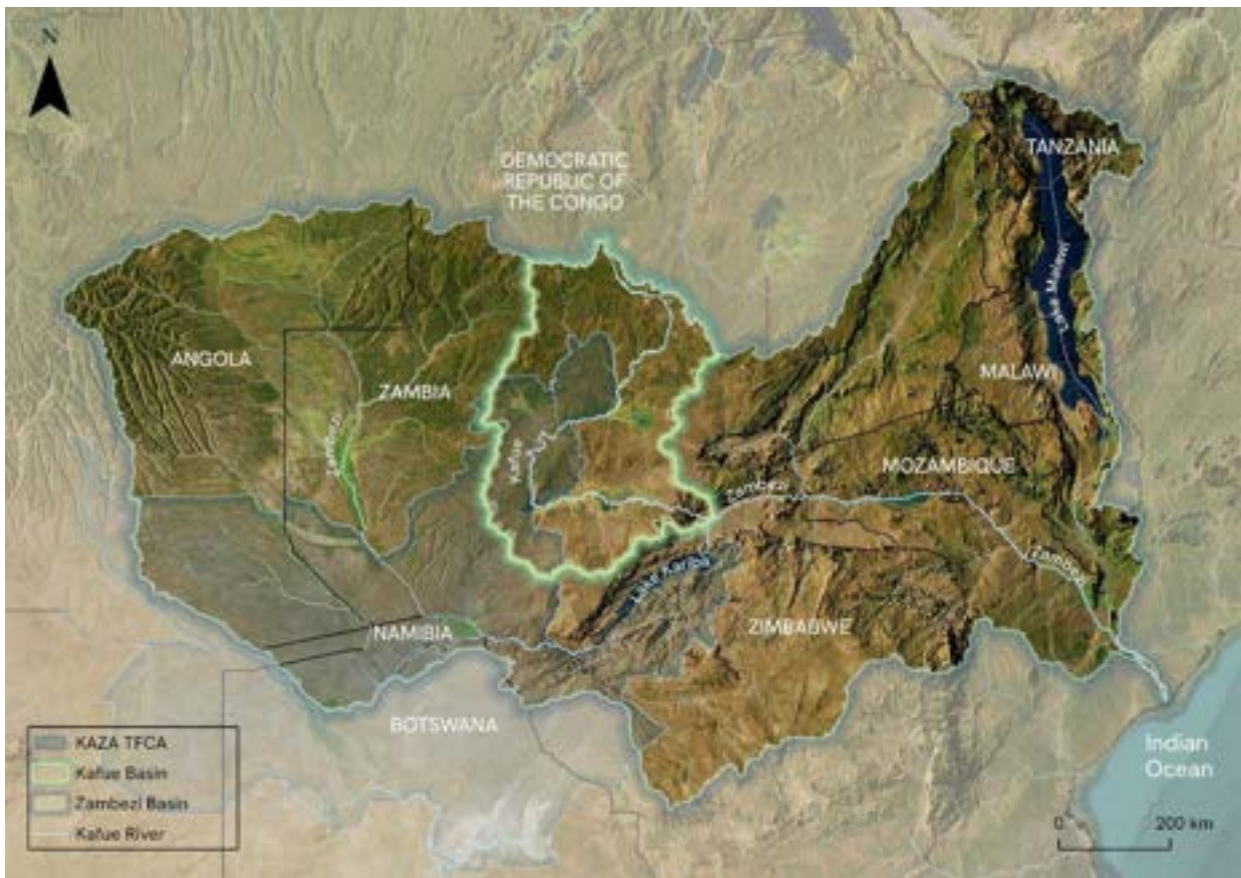 N
DEMOCRATIC
REPUBLIC OF
THE CONGO
TANZANIA
Lake Malawi
ANGOLA
ZAMBIA
MALAWI
Zambezi
Kafue
MOZAMBIQUE
Zambezi
Zambezi
Lake Kariba
NAMIBIA
ZIMBABWE
BOTSWANA
KAZA TFCA
Kafue Basin
Zambezi Basin
Kafue River
Indian
Ocean
0
200 km